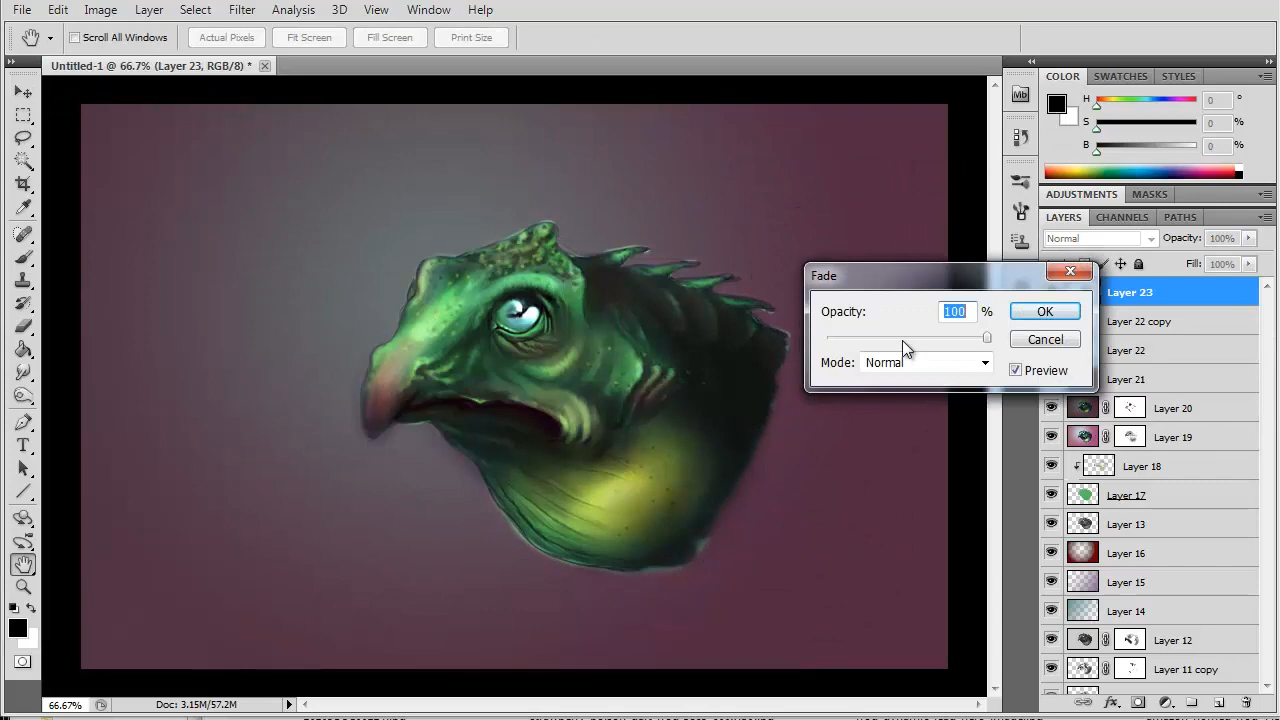 File Edit Image Layer Select Filter Analysis 3D View Window Help
Scroll All Windows Actual Pixels Fit Screen Fill Screen Print Size
Untitled-1 @ 66.7% (Layer 23, RGB/8) *
COLOR SWATCHES STYLES
Mb
H 0 °
S 0 %
B 0 %
ADJUSTMENTS MASKS
LAYERS CHANNELS PATHS
Normal Opacity: 100%
Fill: 100%
Fade
Opacity: 100 % OK
Cancel
Mode: Normal
Preview
Layer 23
Layer 22 copy
Layer 22
Layer 21
Layer 20
Layer 19
Layer 18
Layer 17
Layer 13
Layer 16
Layer 15
Layer 14
Layer 12
Layer 11 copy
T
fx
66.67% Doc: 3.15M/57.2M